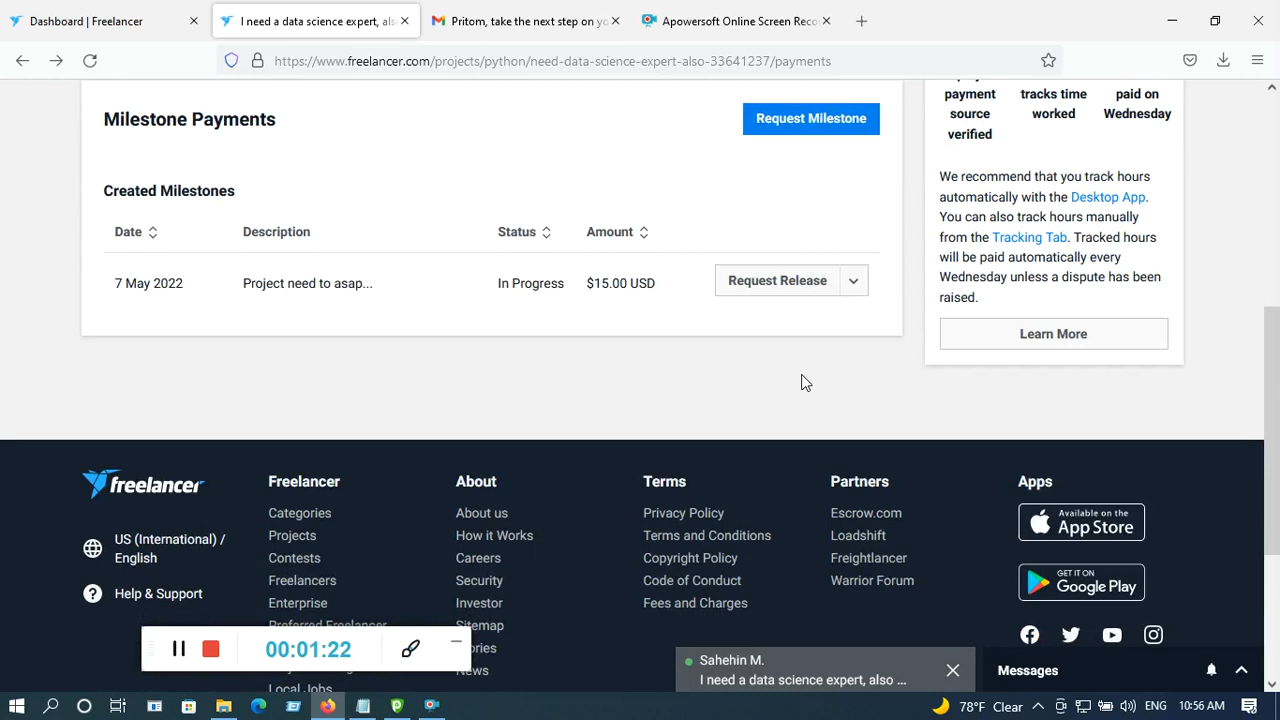 Dashboard | Freelancer
I need a data science expert, als
Pritom, take the next step on yo
Apowersoft Online Screen Reco
https://www.freelancer.com/projects/python/need-data-science-expert-also-33641237/payments
Milestone Payments
Request Milestone
Created Milestones
Date
Description
Status
Amount
7 May 2022
Project need to asap...
In Progress
$15.00 USD
Request Release
payment
source
verified
tracks time
worked
paid on
Wednesday
We recommend that you track hours
automatically with the Desktop App.
You can also track hours manually
from the Tracking Tab. Tracked hours
will be paid automatically every
Wednesday unless a dispute has been
raised.
Learn More
freelancer
US (International) /
English
Help & Support
Freelancer
Categories
Projects
Contests
Freelancers
Enterprise
Preferred Freelancer
Local Jobs
About
About us
How it Works
Careers
Security
Investor
Sitemap
News
Terms
Privacy Policy
Terms and Conditions
Copyright Policy
Code of Conduct
Fees and Charges
Partners
Escrow.com
Loadshift
Freightlancer
Warrior Forum
Apps
Available on the
App Store
GET IT ON
Google Play
00:01:22
Sahehin M.
I need a data science expert, also ...
Messages
78°F Clear
ENG
10:56 AM